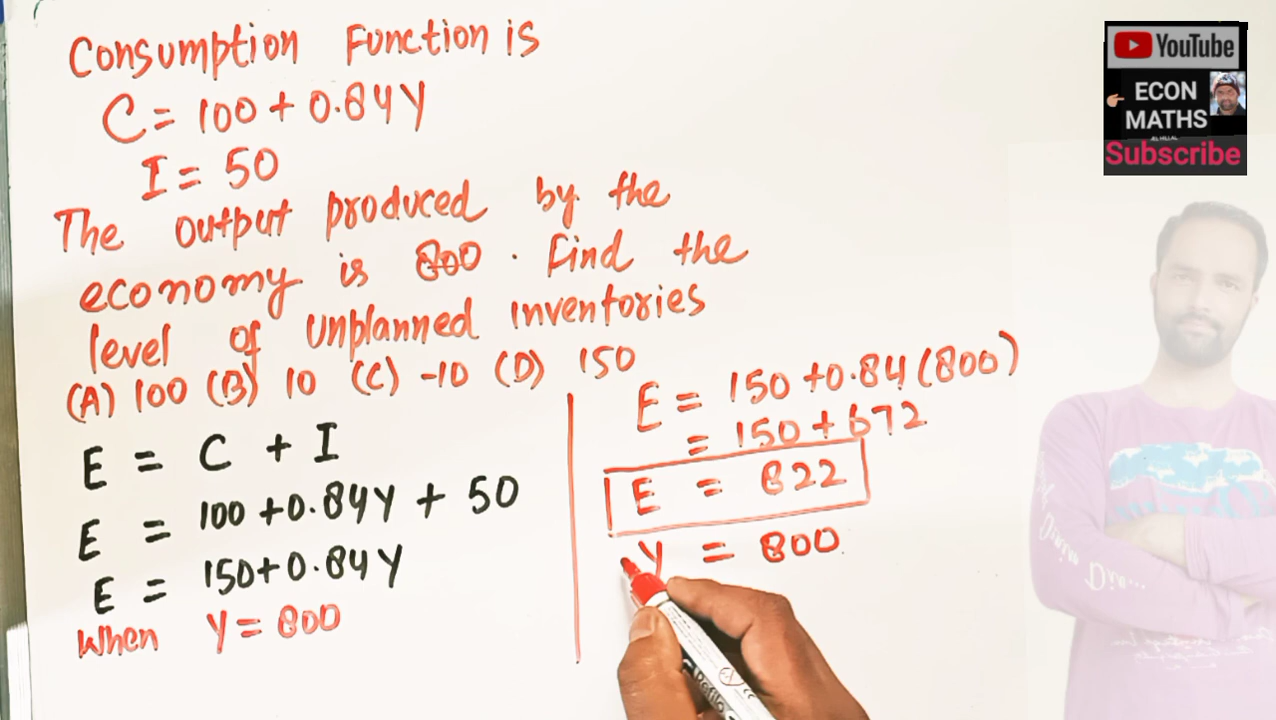 Consumption Function is
C = 100 + 0.84Y
I = 50
The output produced by the
economy is 800. Find the
level of unplanned inventories
(A) 100 (B) 10 (C) -10 (D) 150
E = C + I
E = 100 + 0.84Y + 50
E = 150 + 0.84Y
When Y = 800
E = 150 + 0.84 (800)
= 150 + 672
E = 822
Y = 800
YouTube
ECON
MATHS
Subscribe